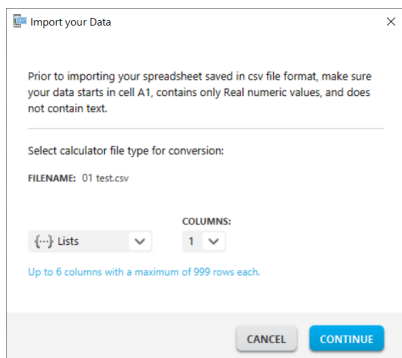 Import your Data
Prior to importing your spreadsheet saved in csv file format, make sure
your data starts in cell A1, contains only Real numeric values, and does
not contain text.
Select calculator file type for conversion:
FILENAME: 01 test.csv
COLUMNS:
{···} Lists 1
Up to 6 columns with a maximum of 999 rows each.
CANCEL CONTINUE